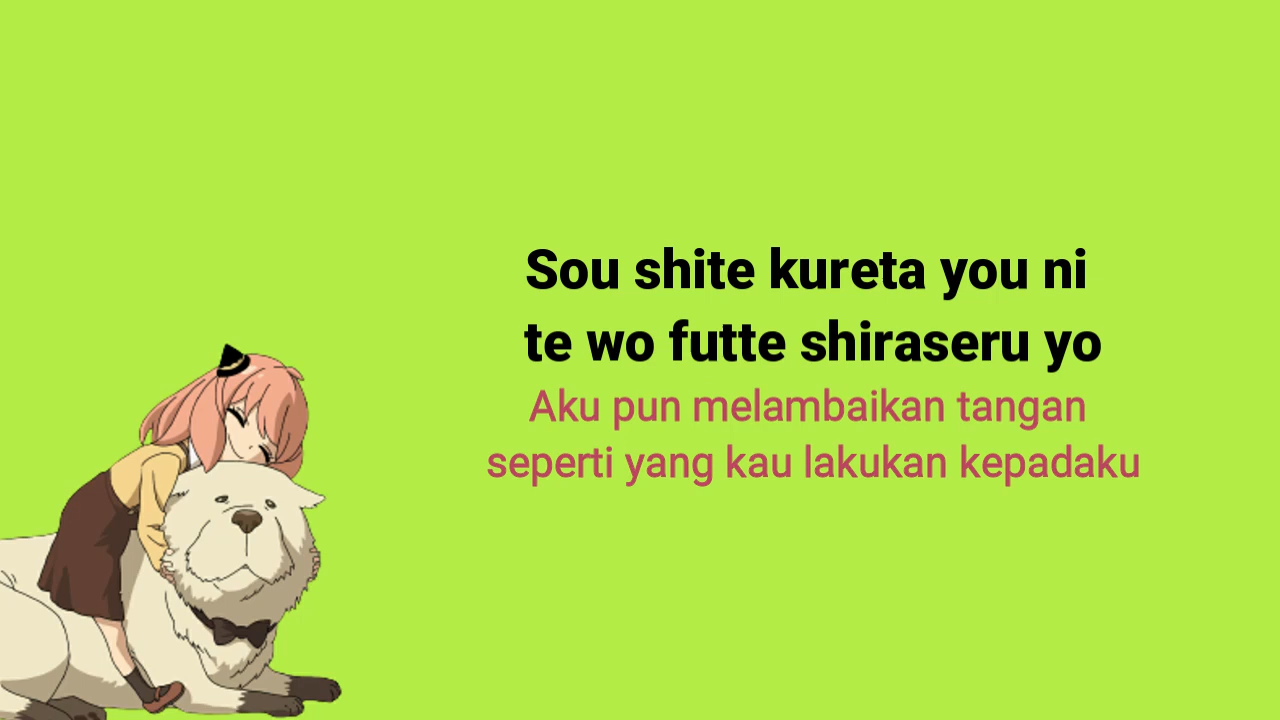 Sou shite kureta you ni
te wo futte shiraseru yo
Aku pun melambaikan tangan
seperti yang kau lakukan kepadaku